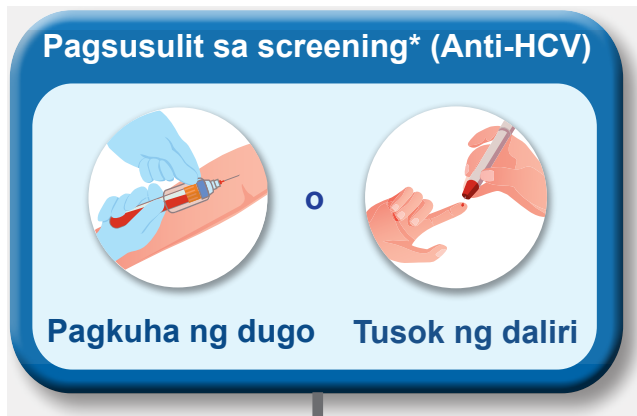 Pagsusulit sa screening* (Anti-HCV)
o
Pagkuha ng dugo
Tusok ng daliri